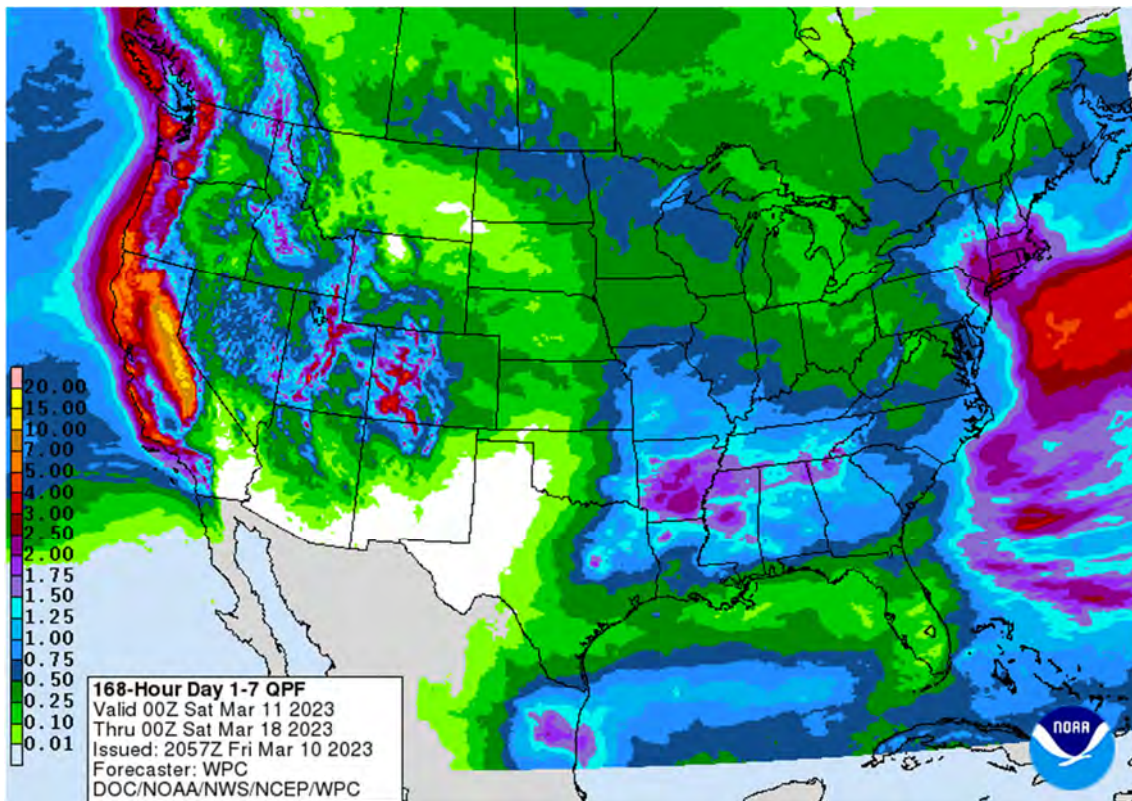 20.00
15.00
10.00
7.00
5.00
4.00
3.00
2.50
2.00
1.75
1.50
1.25
1.00
0.75
0.50
0.25
0.10
0.01
168-Hour Day 1-7 QPF
Valid 00Z Sat Mar 11 2023
Thru 00Z Sat Mar 18 2023
Issued: 2057Z Fri Mar 10 2023
Forecaster: WPC
DOC/NOAA/NWS/NCEP/WPC
NOAA